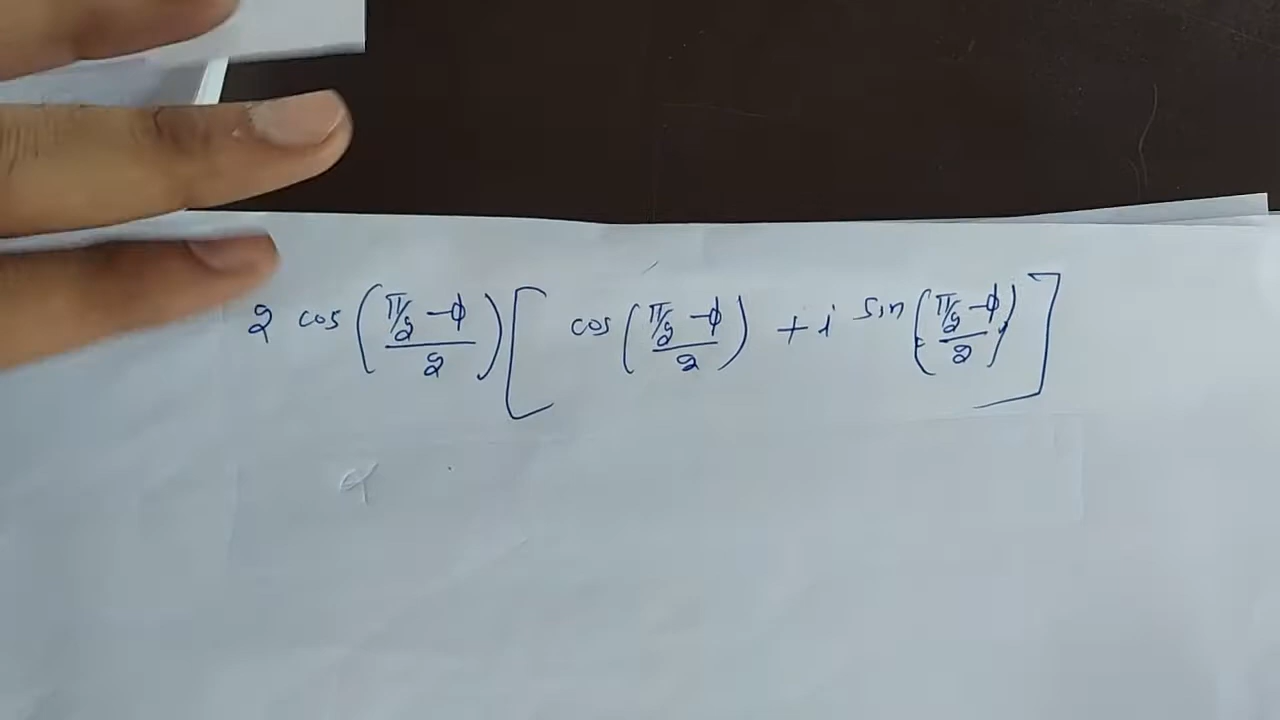 2 cos(π/2 - φ / 2) [ cos(π/2 - φ / 2) + i sin(π/2 - φ / 2) ]